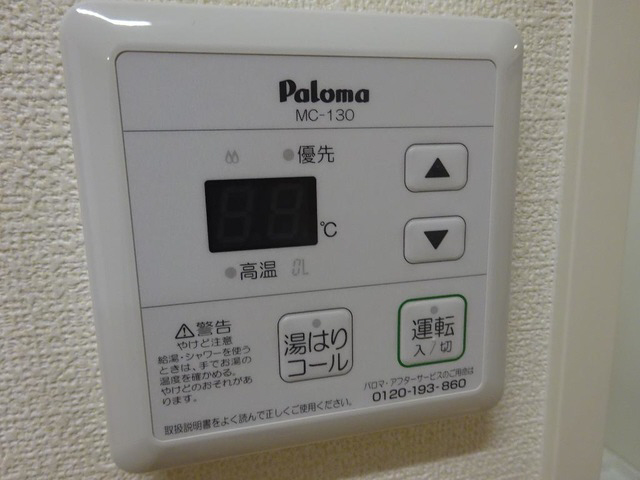 Paloma
MC-130
優先
℃
高温 0L
⚠警告
やけど注意
給湯・シャワーを使う
ときは、手でお湯の
温度を確かめる。
やけどのおそれがあ
ります。
湯はり
コール
運転
入/切
パロマ・アフターサービスのご用命は
0120-193-860
取扱説明書をよく読んで正しくご使用ください。